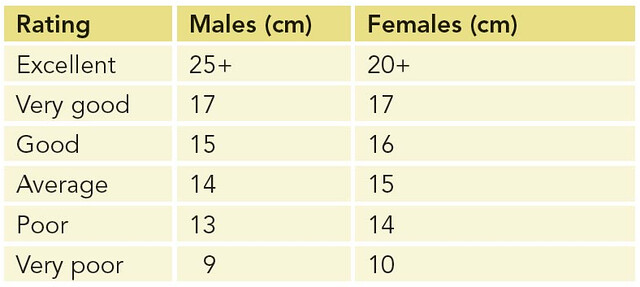 Rating Males (cm) Females (cm)
Excellent 25+ 20+
Very good 17 17
Good 15 16
Average 14 15
Poor 13 14
Very poor 9 10